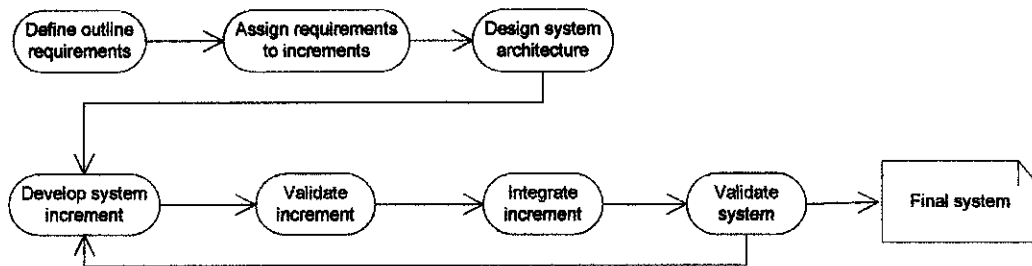 Define outline
requirements
Assign requirements
to increments
Design system
architecture
Develop system
increment
Validate
increment
Integrate
increment
Validate
system
Final system